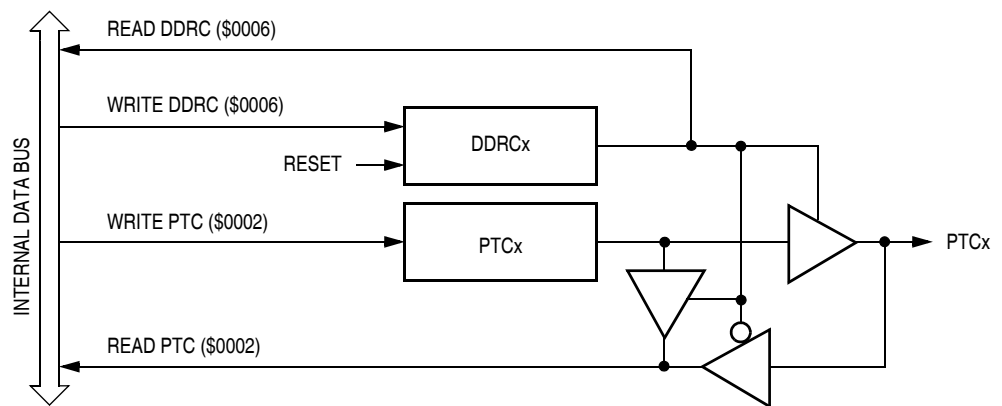 READ DDRC ($0006)
WRITE DDRC ($0006)
DDRCx
RESET
WRITE PTC ($0002)
PTCx
PTCx
READ PTC ($0002)
INTERNAL DATA BUS